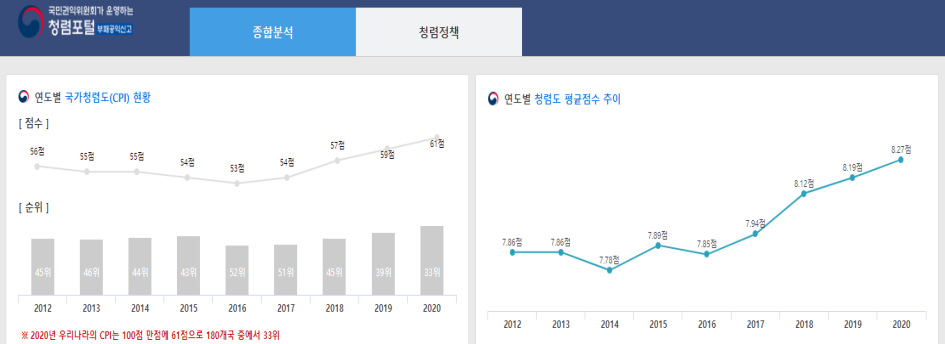 국민권익위원회가 운영하는
청렴포털 부패공익신고
종합분석
청렴정책
연도별 국가청렴도(CPI) 현황
[ 점수 ]
56점 55점 55점 54점 53점 54점 57점 59점 61점
[ 순위 ]
45위 46위 44위 43위 52위 51위 45위 39위 33위
2012 2013 2014 2015 2016 2017 2018 2019 2020
※ 2020년 우리나라의 CPI는 100점 만점에 61점으로 180개국 중에서 33위
연도별 청렴도 평균점수 추이
7.86점 7.86점 7.78점 7.89점 7.85점 7.94점 8.12점 8.19점 8.27점
2012 2013 2014 2015 2016 2017 2018 2019 2020